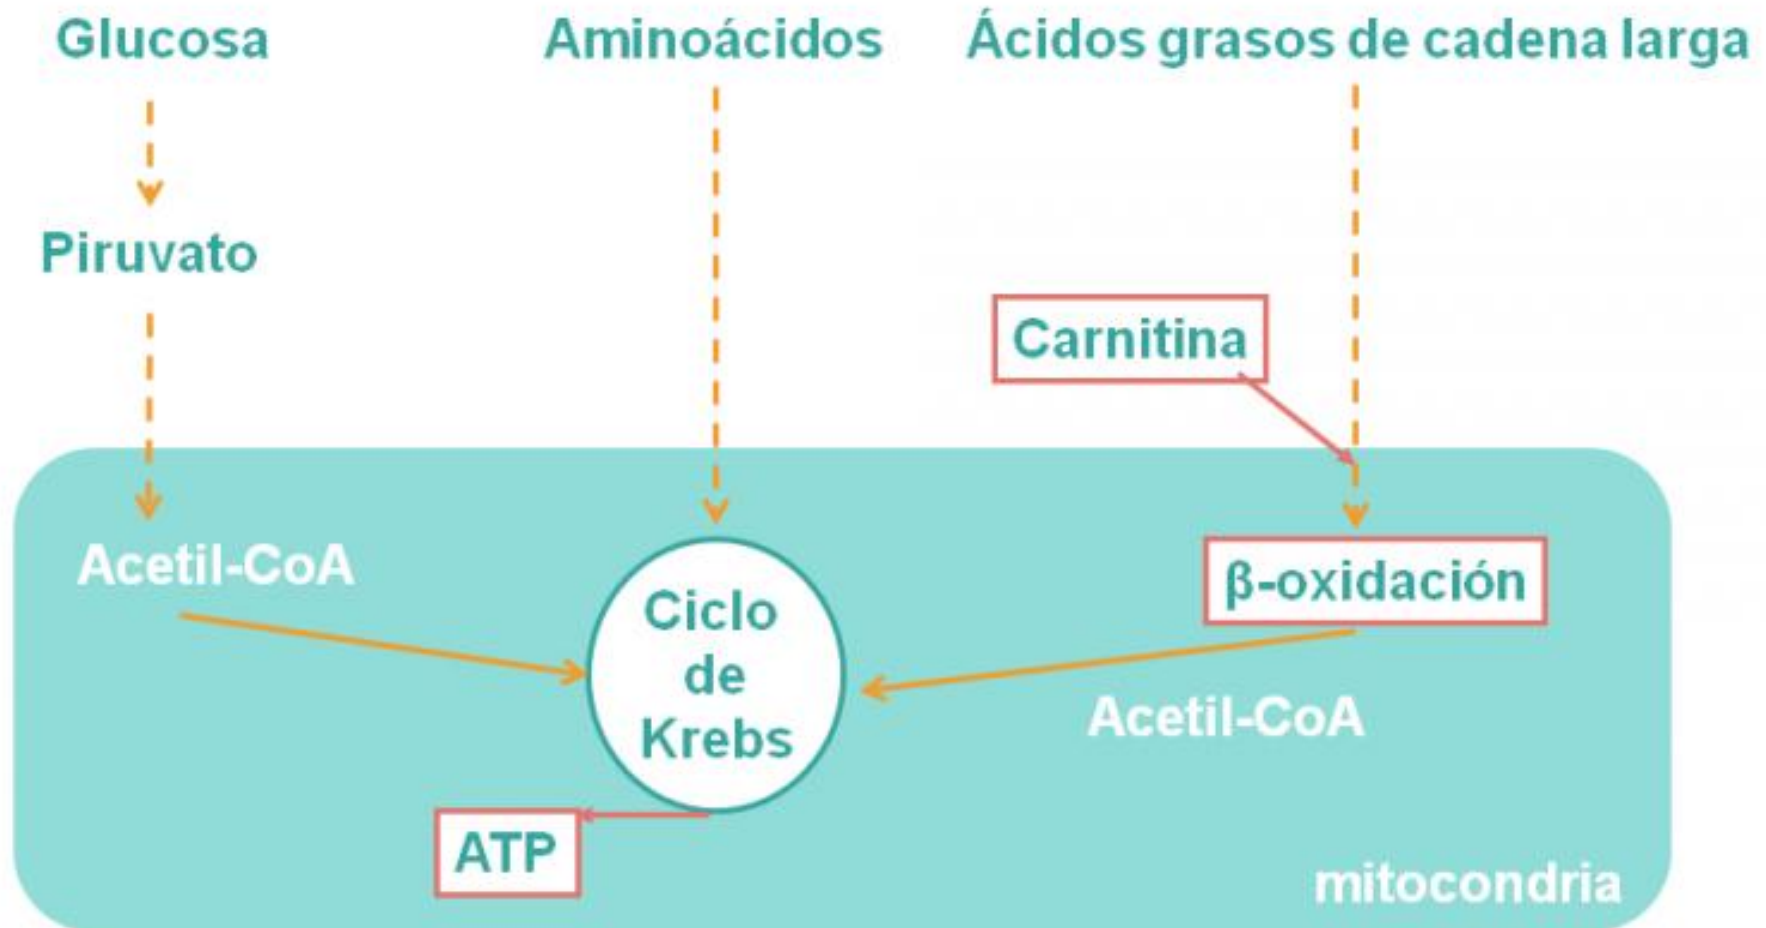 Glucosa
Aminoácidos
Ácidos grasos de cadena larga
Piruvato
Carnitina
Acetil-CoA
Ciclo
de
Krebs
β-oxidación
Acetil-CoA
ATP
mitocondria